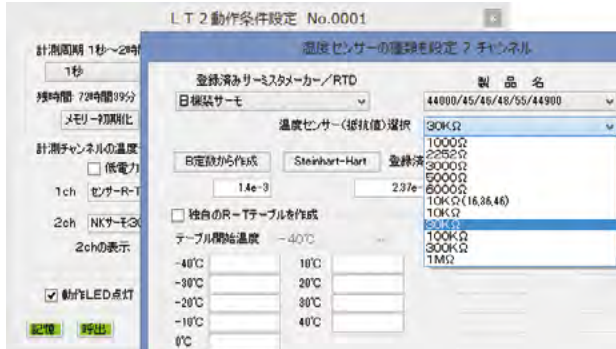 LT2動作条件設定 No.0001
計測周期 1秒~2時
1秒
残時間: 72時間39分
メモリー初期化
計測チャンネルの温度
低電力
1ch センサR-T
2ch NKサーモ30
2chの表示
動作LED点灯
記憶 呼出
温度センサーの種類を設定 2 チャンネル
登録済みサーミスタメーカー/RTD
製 品 名
日機装サーモ
44000/45/46/48/55/44900
温度センサー(抵抗値)選択
30KΩ
1000Ω
2252Ω
3000Ω
5000Ω
6000Ω
10KΩ(16,36,46)
10KΩ
30KΩ
100KΩ
300KΩ
1MΩ
B定数から作成
Steinhart-Hart
登録済
1.4e-3
2.37e-
独自のR-Tテーブルを作成
テーブル開始温度 -40℃
-40℃ 10℃
-30℃ 20℃
-20℃ 30℃
-10℃ 40℃
0℃